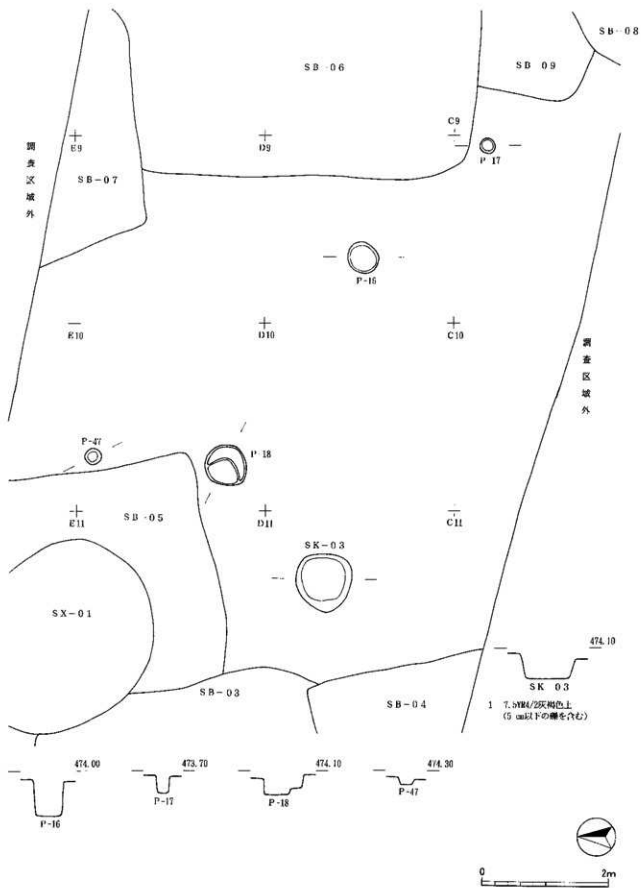 SB-08
SB-06
SB 09
C9
E9
D9
P 17
調査区域外
SB-07
P-16
E10
D10
C10
調査区域外
P-47
P-18
E11
SB-05
D11
C11
SK-03
SX-01
474.10
SK 03
SB-03
SB-04
1 7.5YR4/2灰褐色土
(5 cm以下の礫を含む)
474.00
473.70
474.10
474.30
P-16
P-17
P-18
P-47
0
2m